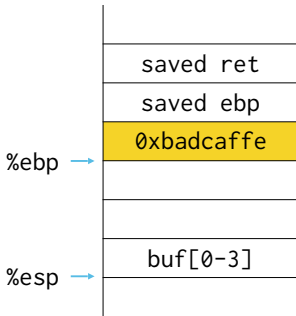 saved ret
saved ebp
0xbadcaffe
%ebp
buf[0-3]
%esp